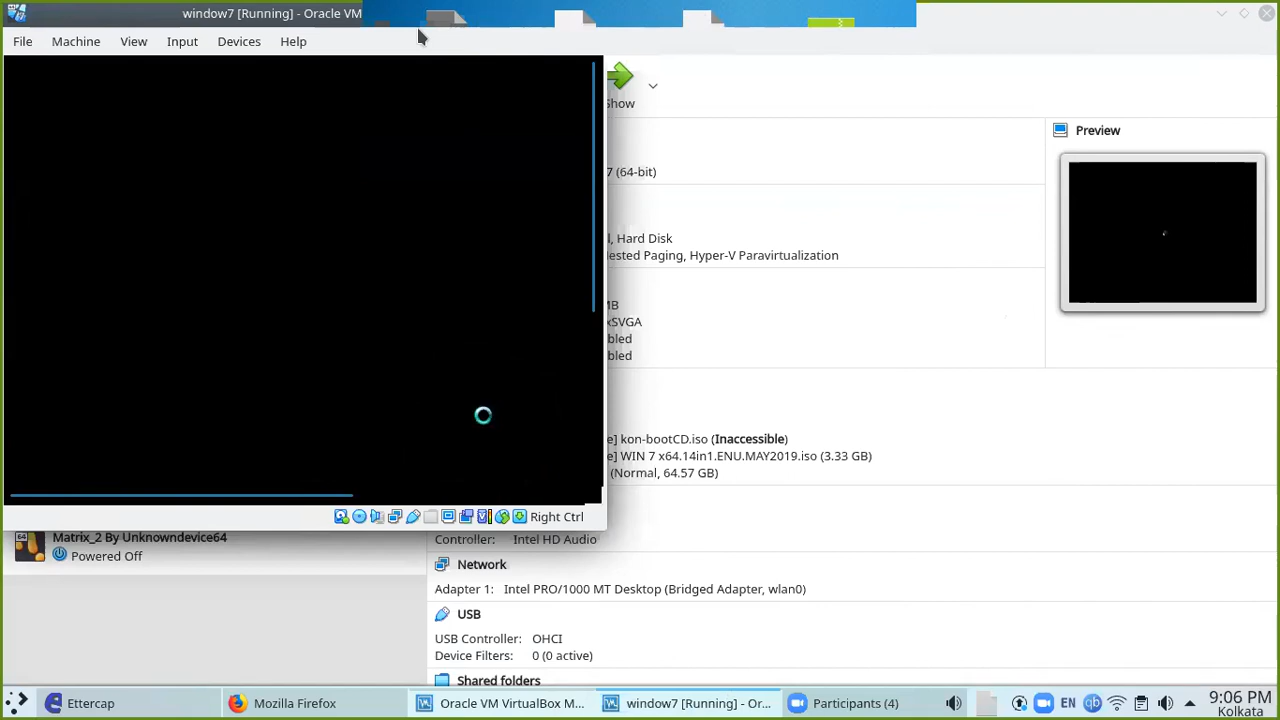 window7 [Running] - Oracle VM
File Machine View Input Devices Help
Show
Preview
7 (64-bit)
l, Hard Disk
ested Paging, Hyper-V Paravirtualization
MB
xSVGA
bled
bled
e] kon-bootCD.iso (Inaccessible)
e] WIN 7 x64.14in1.ENU.MAY2019.iso (3.33 GB)
(Normal, 64.57 GB)
Right Ctrl
Matrix_2 By Unknowndevice64
64
Powered Off
Controller: Intel HD Audio
Network
Adapter 1: Intel PRO/1000 MT Desktop (Bridged Adapter, wlan0)
USB
USB Controller: OHCI
Device Filters: 0 (0 active)
Shared folders
Ettercap
Mozilla Firefox
Oracle VM VirtualBox M...
window7 [Running] - Or...
Participants (4)
EN
qb
9:06 PM
Kolkata